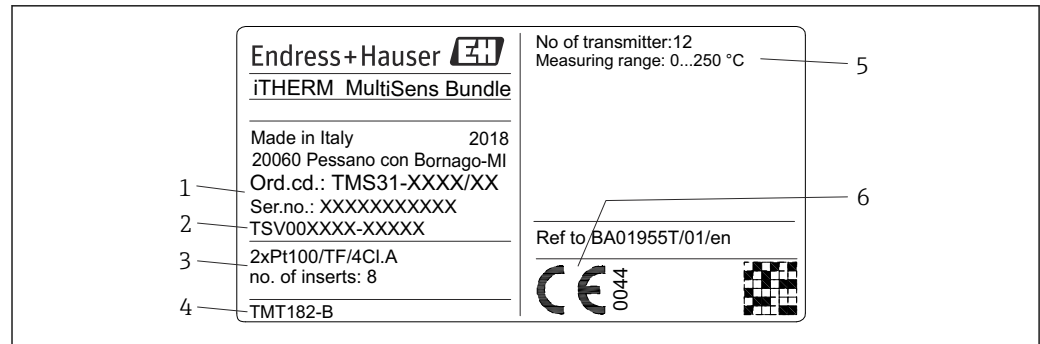 Endress+Hauser EH
iTHERM MultiSens Bundle
Made in Italy 2018
20060 Pessano con Bornago-MI
Ord.cd.: TMS31-XXXX/XX
Ser.no.: XXXXXXXXXXX
TSV00XXXX-XXXXX
2xPt100/TF/4Cl.A
no. of inserts: 8
TMT182-B
1
2
3
4
No of transmitter:12
Measuring range: 0...250 °C
5
6
Ref to BA01955T/01/en
CE 0044